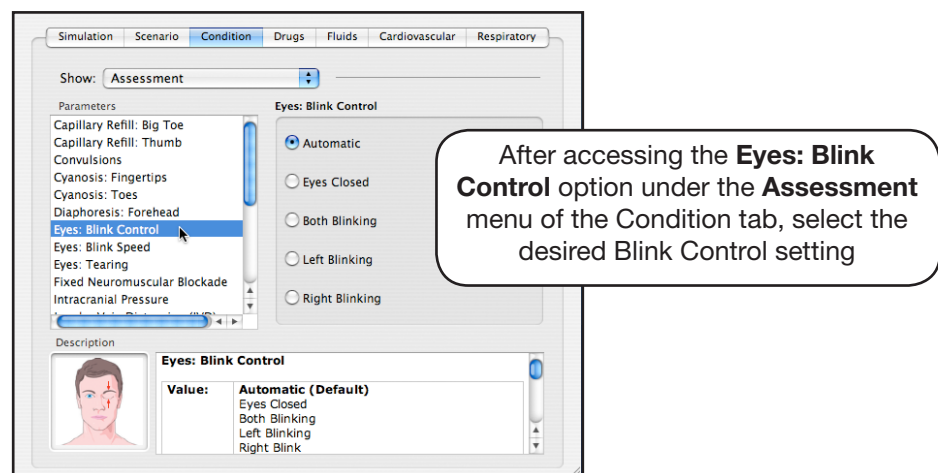 Simulation Scenario Condition Drugs Fluids Cardiovascular Respiratory
Show: Assessment
Parameters
Capillary Refill: Big Toe
Capillary Refill: Thumb
Convulsions
Cyanosis: Fingertips
Cyanosis: Toes
Diaphoresis: Forehead
Eyes: Blink Control
Eyes: Blink Speed
Eyes: Tearing
Fixed Neuromuscular Blockade
Intracranial Pressure
Eyes: Blink Control
Automatic
Eyes Closed
Both Blinking
Left Blinking
Right Blinking
After accessing the Eyes: Blink
Control option under the Assessment
menu of the Condition tab, select the
desired Blink Control setting
Description
Eyes: Blink Control
Value: Automatic (Default)
Eyes Closed
Both Blinking
Left Blinking
Right Blink